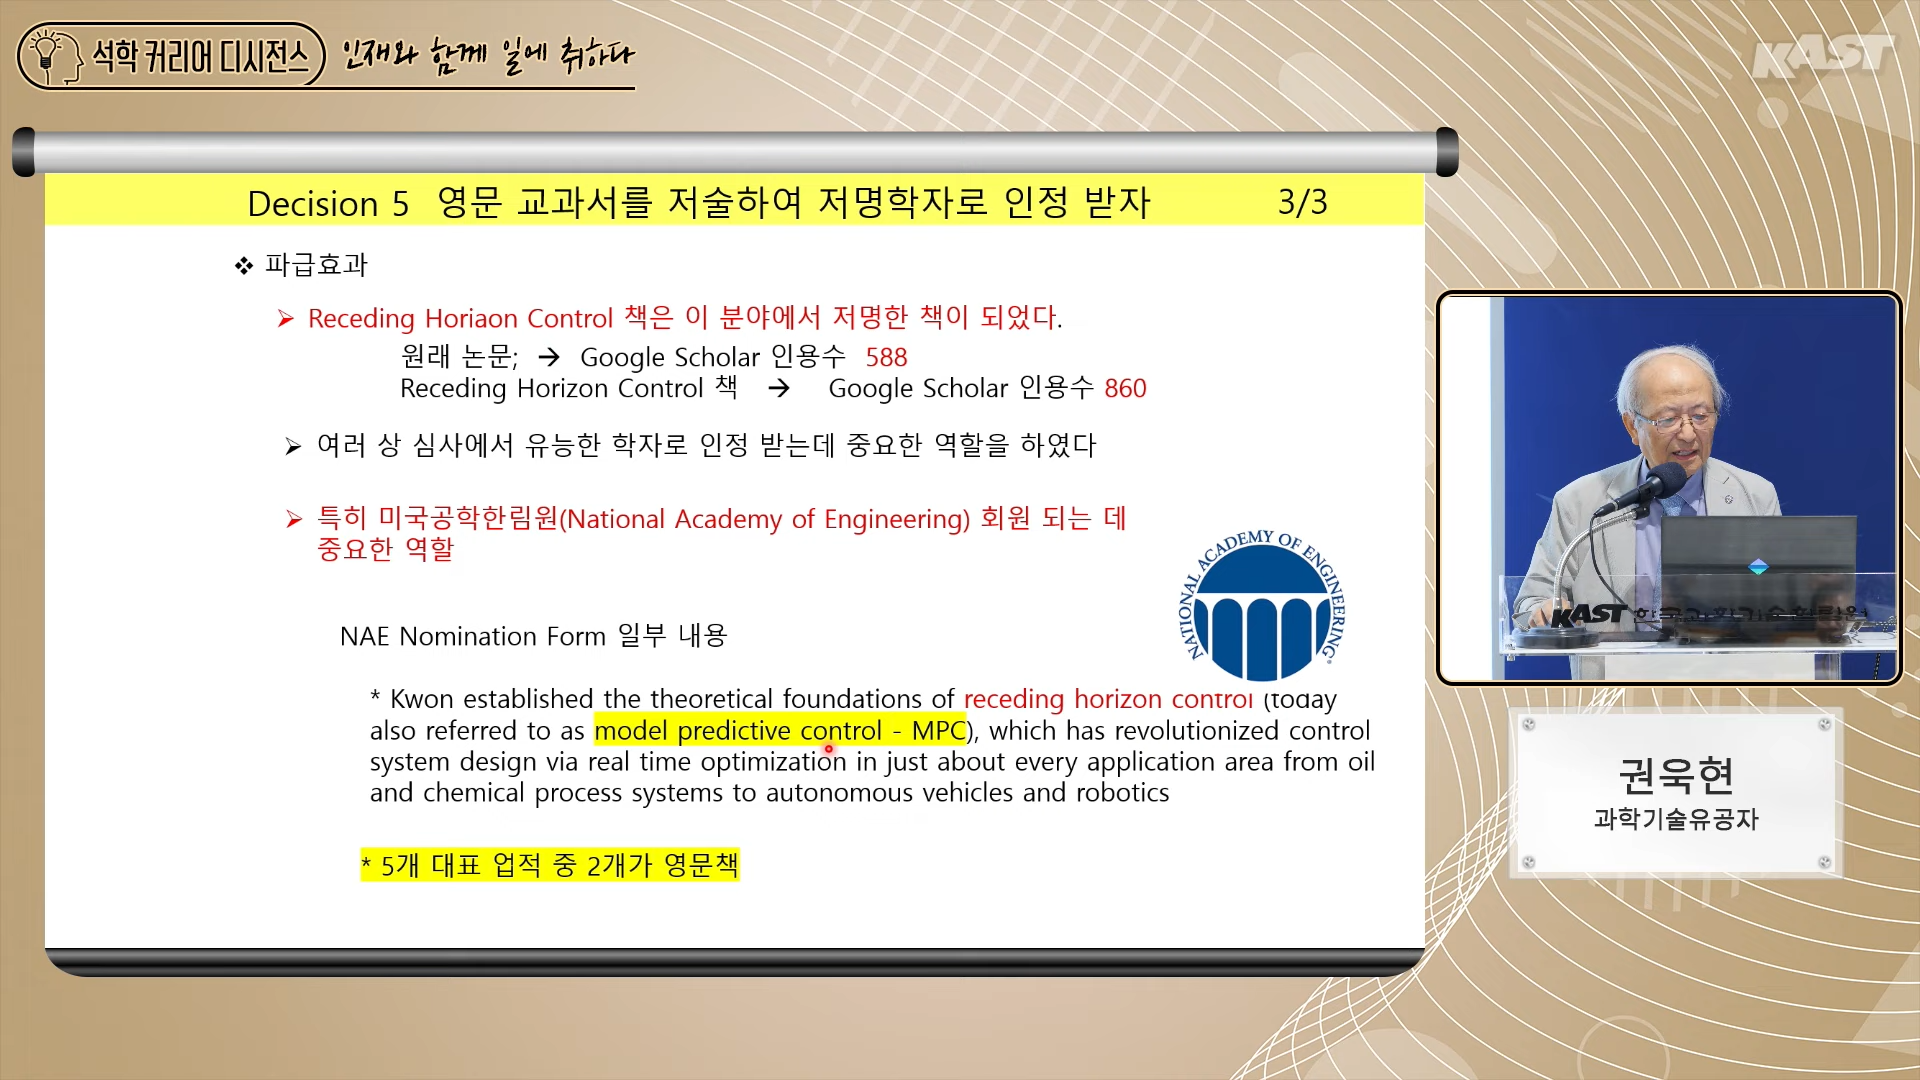 석학 커리어 디시전스 인재와 함께 일에 취하다
KAST
Decision 5 영문 교과서를 저술하여 저명학자로 인정 받자 3/3
❖ 파급효과
➢ Receding Horiaon Control 책은 이 분야에서 저명한 책이 되었다.
원래 논문; → Google Scholar 인용수 588
Receding Horizon Control 책 → Google Scholar 인용수 860
➢ 여러 상 심사에서 유능한 학자로 인정 받는데 중요한 역할을 하였다
➢ 특히 미국공학한림원(National Academy of Engineering) 회원 되는 데
중요한 역할
NATIONAL ACADEMY OF ENGINEERING
NAE Nomination Form 일부 내용
* Kwon established the theoretical foundations of receding horizon control (today
also referred to as model predictive control - MPC), which has revolutionized control
system design via real time optimization in just about every application area from oil
and chemical process systems to autonomous vehicles and robotics
* 5개 대표 업적 중 2개가 영문책
KAST 한국과학기술한림원
권욱현
과학기술유공자